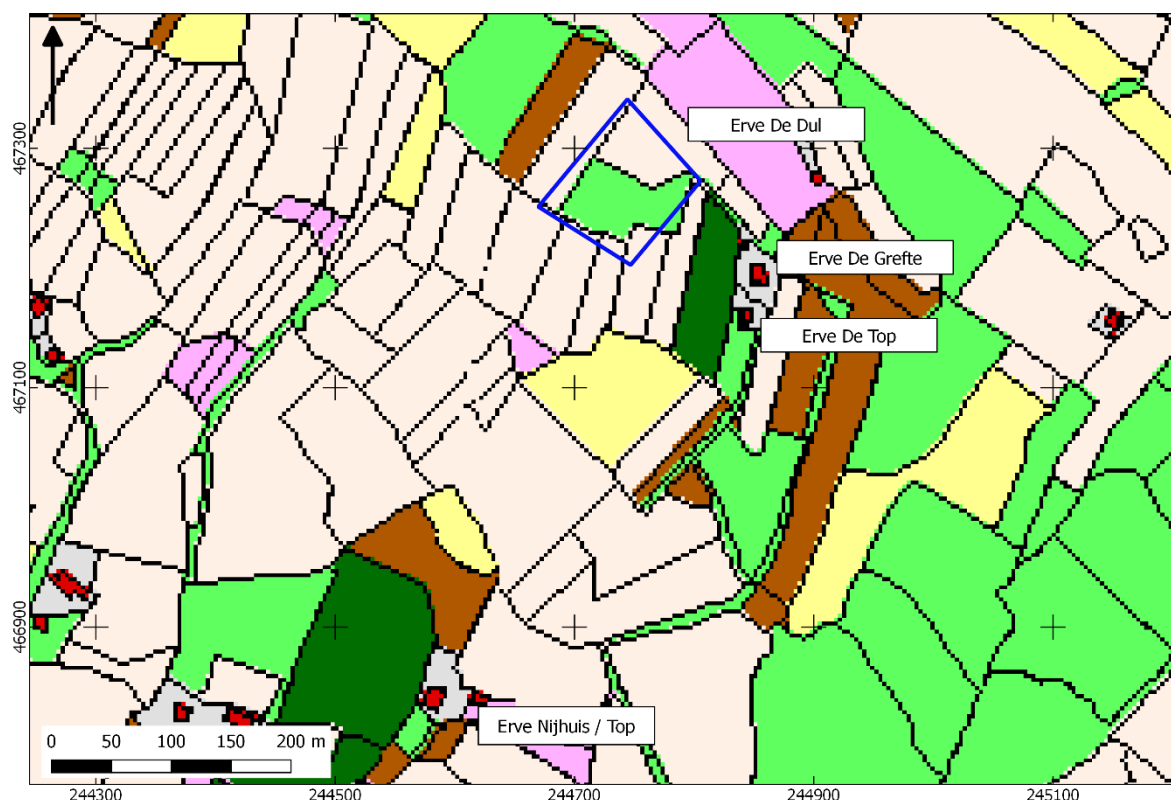 Erve De Dul
Erve De Grefte
Erve De Top
Erve Nijhuis / Top
467300
467100
466900
0 50 100 150 200 m
244300 244500 244700 244900 245100